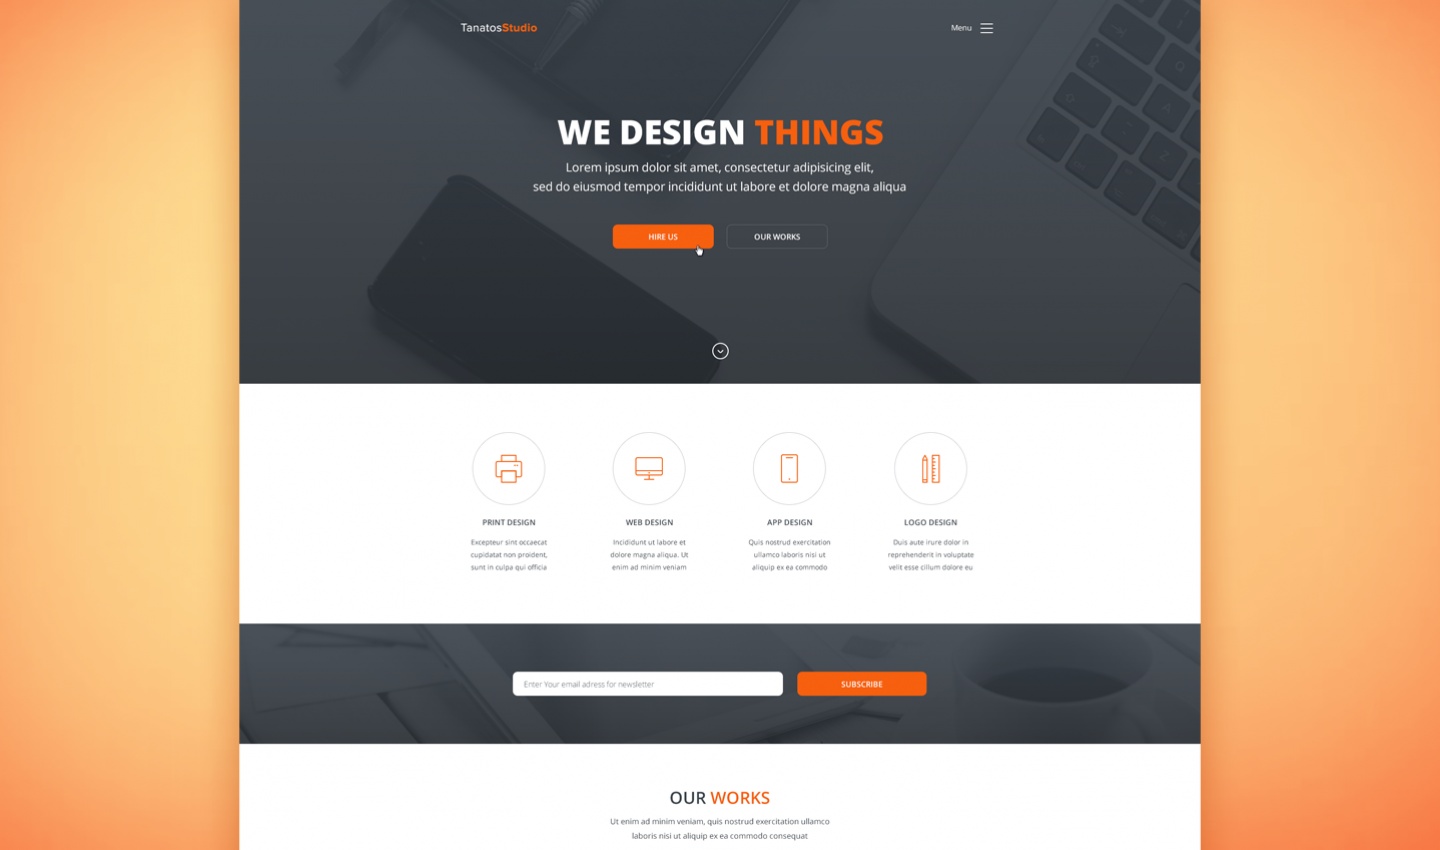 TanatosStudio
Menu
WE DESIGN THINGS
Lorem ipsum dolor sit amet, consectetur adipisicing elit,
sed do eiusmod tempor incididunt ut labore et dolore magna aliqua
HIRE US
OUR WORKS
PRINT DESIGN
Excepteur sint occaecat
cupidatat non proident,
sunt in culpa qui officia
WEB DESIGN
Incididunt ut labore et
dolore magna aliqua. Ut
enim ad minim veniam
APP DESIGN
Quis nostrud exercitation
ullamco laboris nisi ut
aliquip ex ea commodo
LOGO DESIGN
Duis aute irure dolor in
reprehenderit in voluptate
velit esse cillum dolore eu
Enter Your email adress for newsletter
SUBSCRIBE
OUR WORKS
Ut enim ad minim veniam, quis nostrud exercitation ullamco
laboris nisi ut aliquip ex ea commodo consequat